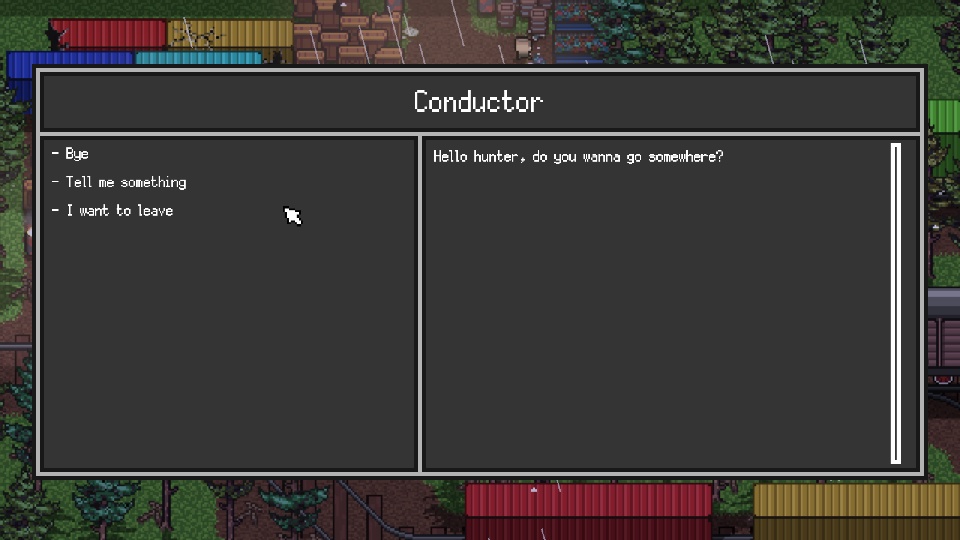 Conductor
- Bye
- Tell me something
- I want to leave
Hello hunter, do you wanna go somewhere?